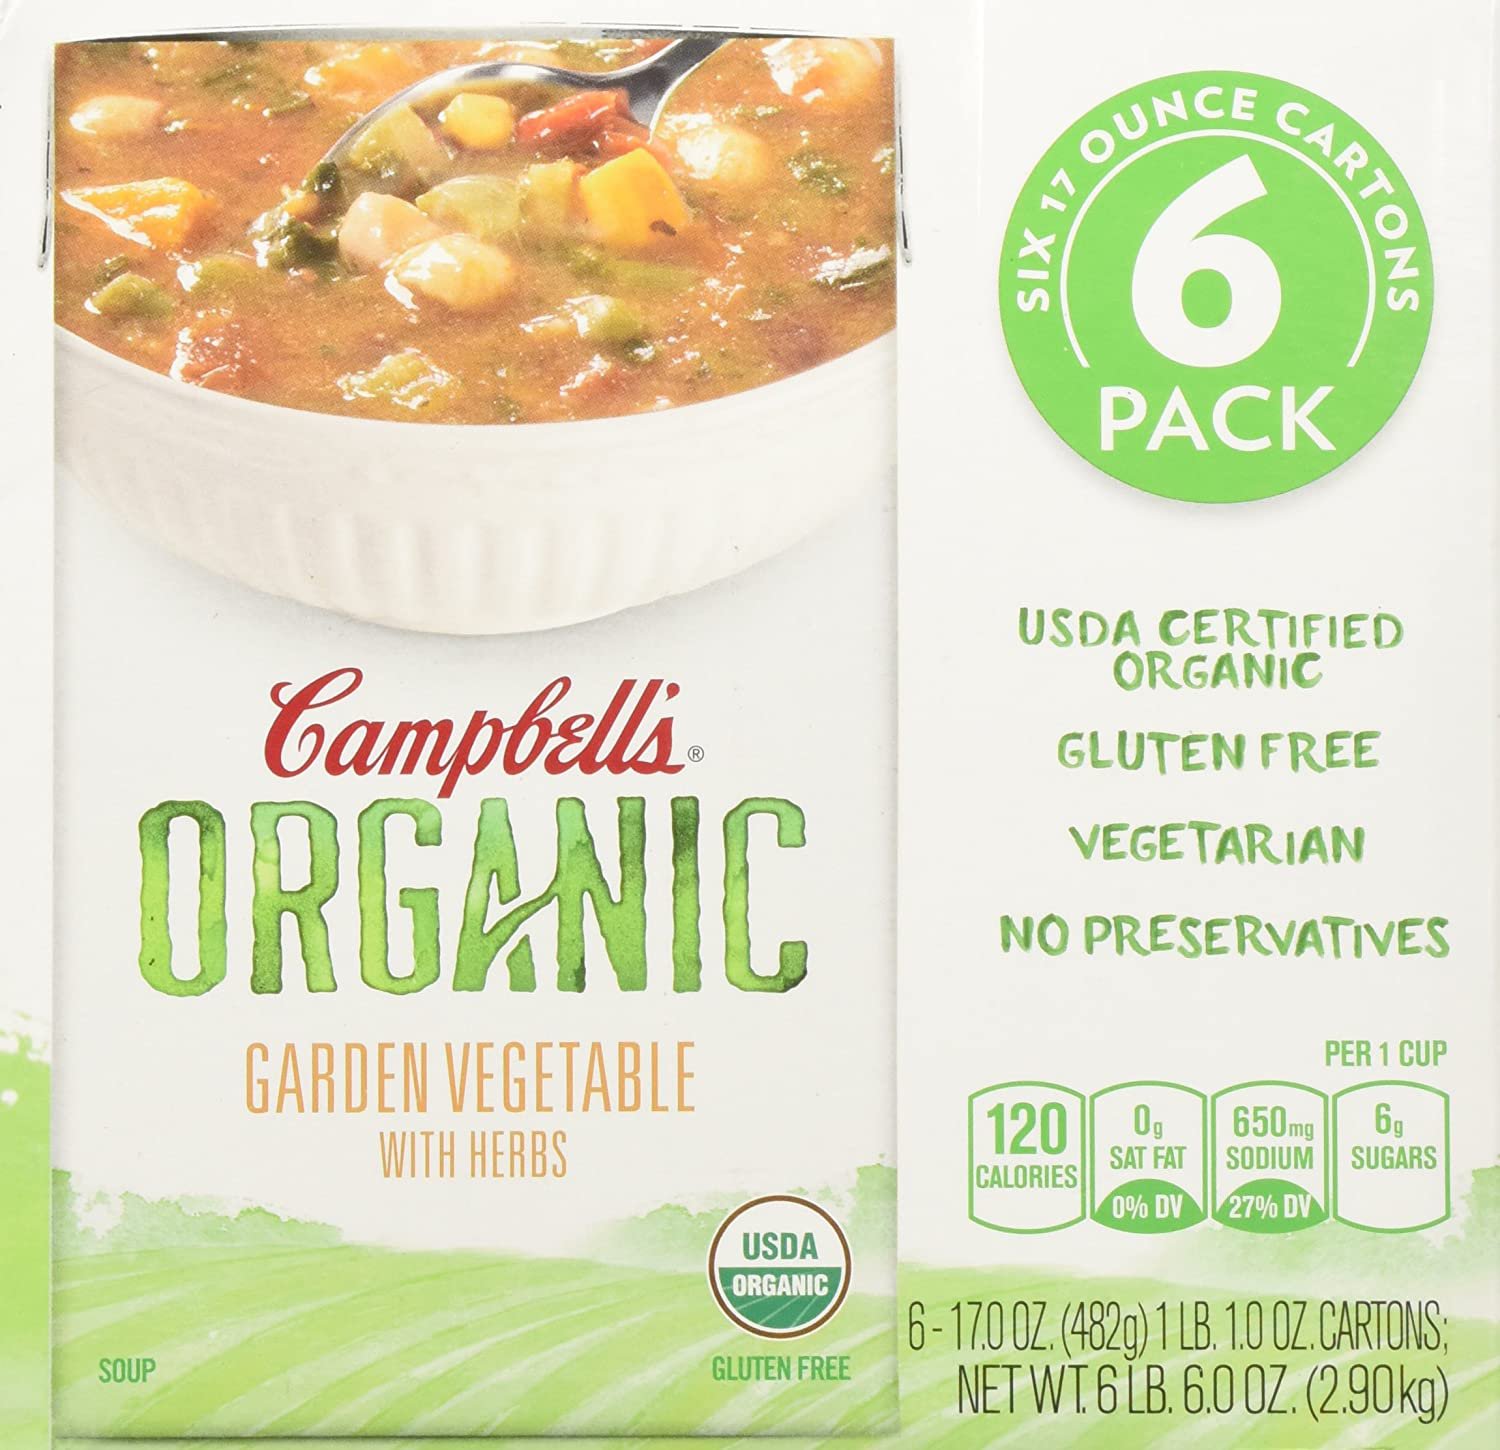 SIX 17 OUNCE CARTONS
6
PACK
Campbell's®
ORGANIC
GARDEN VEGETABLE
WITH HERBS
USDA
ORGANIC
SOUP
GLUTEN FREE
USDA CERTIFIED
ORGANIC
GLUTEN FREE
VEGETARIAN
NO PRESERVATIVES
PER 1 CUP
120
CALORIES
0g
SAT FAT
0% DV
650mg
SODIUM
27% DV
6g
SUGARS
6 - 17.0 OZ. (482g) 1 LB. 1.0 OZ. CARTONS;
NET WT. 6 LB. 6.0 OZ. (2.90kg)